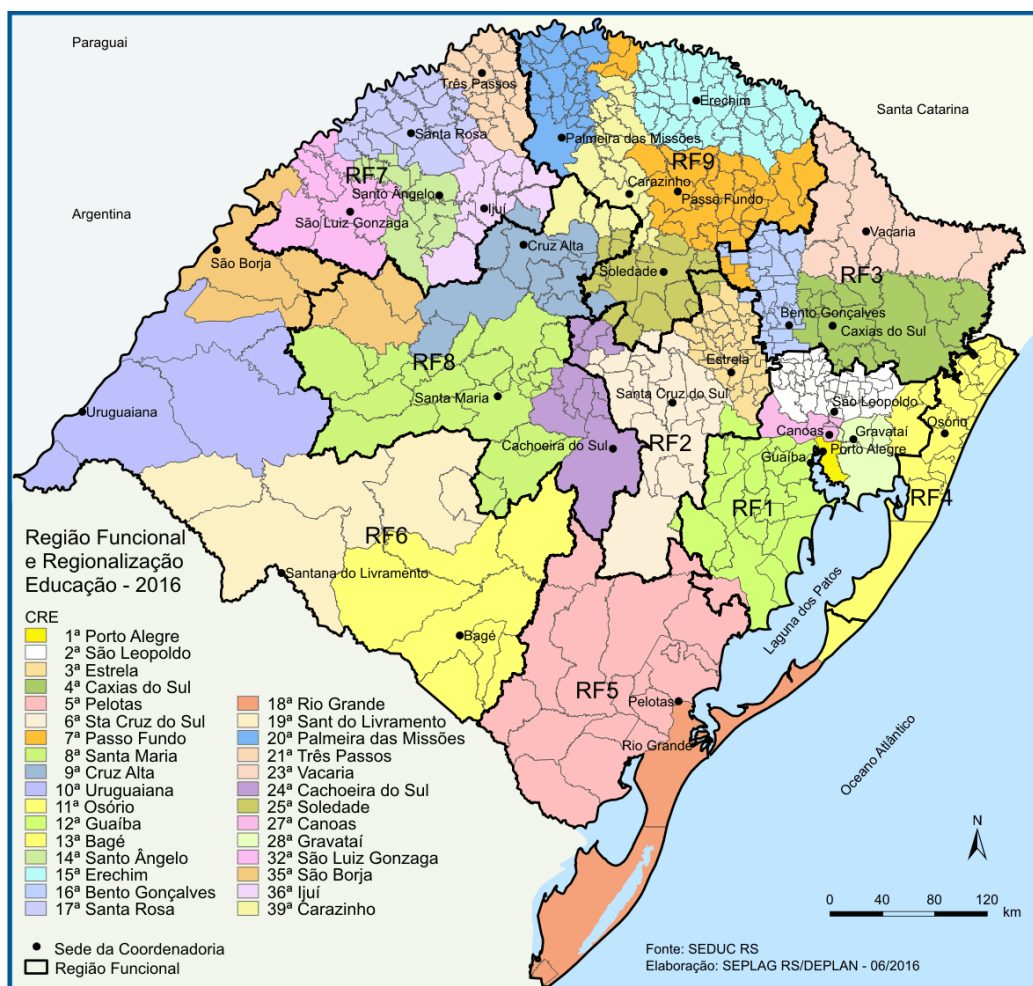 Paraguai
Santa Catarina
Argentina
Três Passos
Erechim
Santa Rosa
Palmeira das Missões
RF9
RF7
Carazinho
Santo Ângelo
Passo Fundo
Ijuí
São Luiz Gonzaga
Vacaria
Cruz Alta
São Borja
Soledade
RF3
Bento Gonçalves
Caxias do Sul
RF8
Estrela
Uruguaiana
Santa Maria
Santa Cruz do Sul
São Leopoldo
Canoas
Gravataí
Osório
Cachoeira do Sul
RF2
Porto Alegre
Guaíba
RF4
RF1
RF6
Santana do Livramento
Laguna dos Patos
Bagé
RF5
Pelotas
Rio Grande
Oceano Atlântico
Região Funcional
e Regionalização
Educação - 2016
CRE
1ª Porto Alegre
2ª São Leopoldo
3ª Estrela
4ª Caxias do Sul
5ª Pelotas
6ª Sta Cruz do Sul
7ª Passo Fundo
8ª Santa Maria
9ª Cruz Alta
10ª Uruguaiana
11ª Osório
12ª Guaíba
13ª Bagé
14ª Santo Ângelo
15ª Erechim
16ª Bento Gonçalves
17ª Santa Rosa
18ª Rio Grande
19ª Sant do Livramento
20ª Palmeira das Missões
21ª Três Passos
23ª Vacaria
24ª Cachoeira do Sul
25ª Soledade
27ª Canoas
28ª Gravataí
32ª São Luiz Gonzaga
35ª São Borja
36ª Ijuí
39ª Carazinho
Sede da Coordenadoria
Região Funcional
N
0 40 80 120
km
Fonte: SEDUC RS
Elaboração: SEPLAG RS/DEPLAN - 06/2016